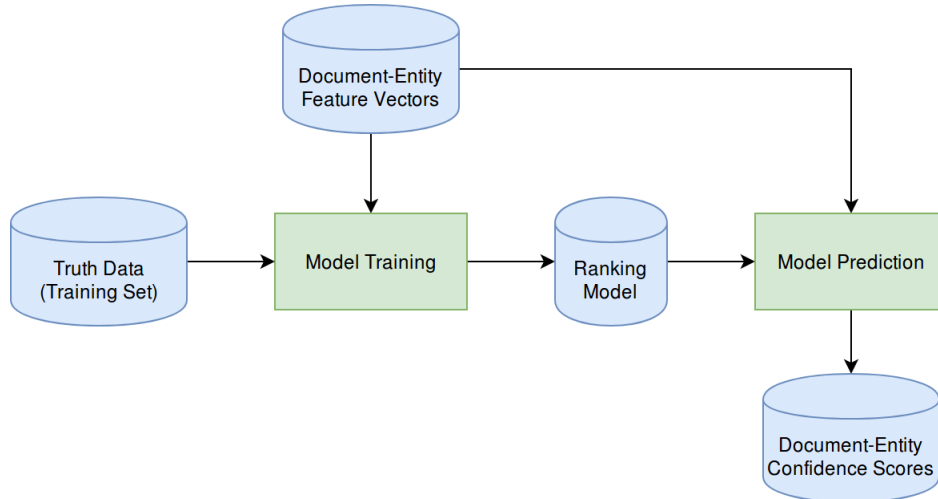 Document-Entity
Feature Vectors
Truth Data
(Training Set)
Model Training
Ranking
Model
Model Prediction
Document-Entity
Confidence Scores